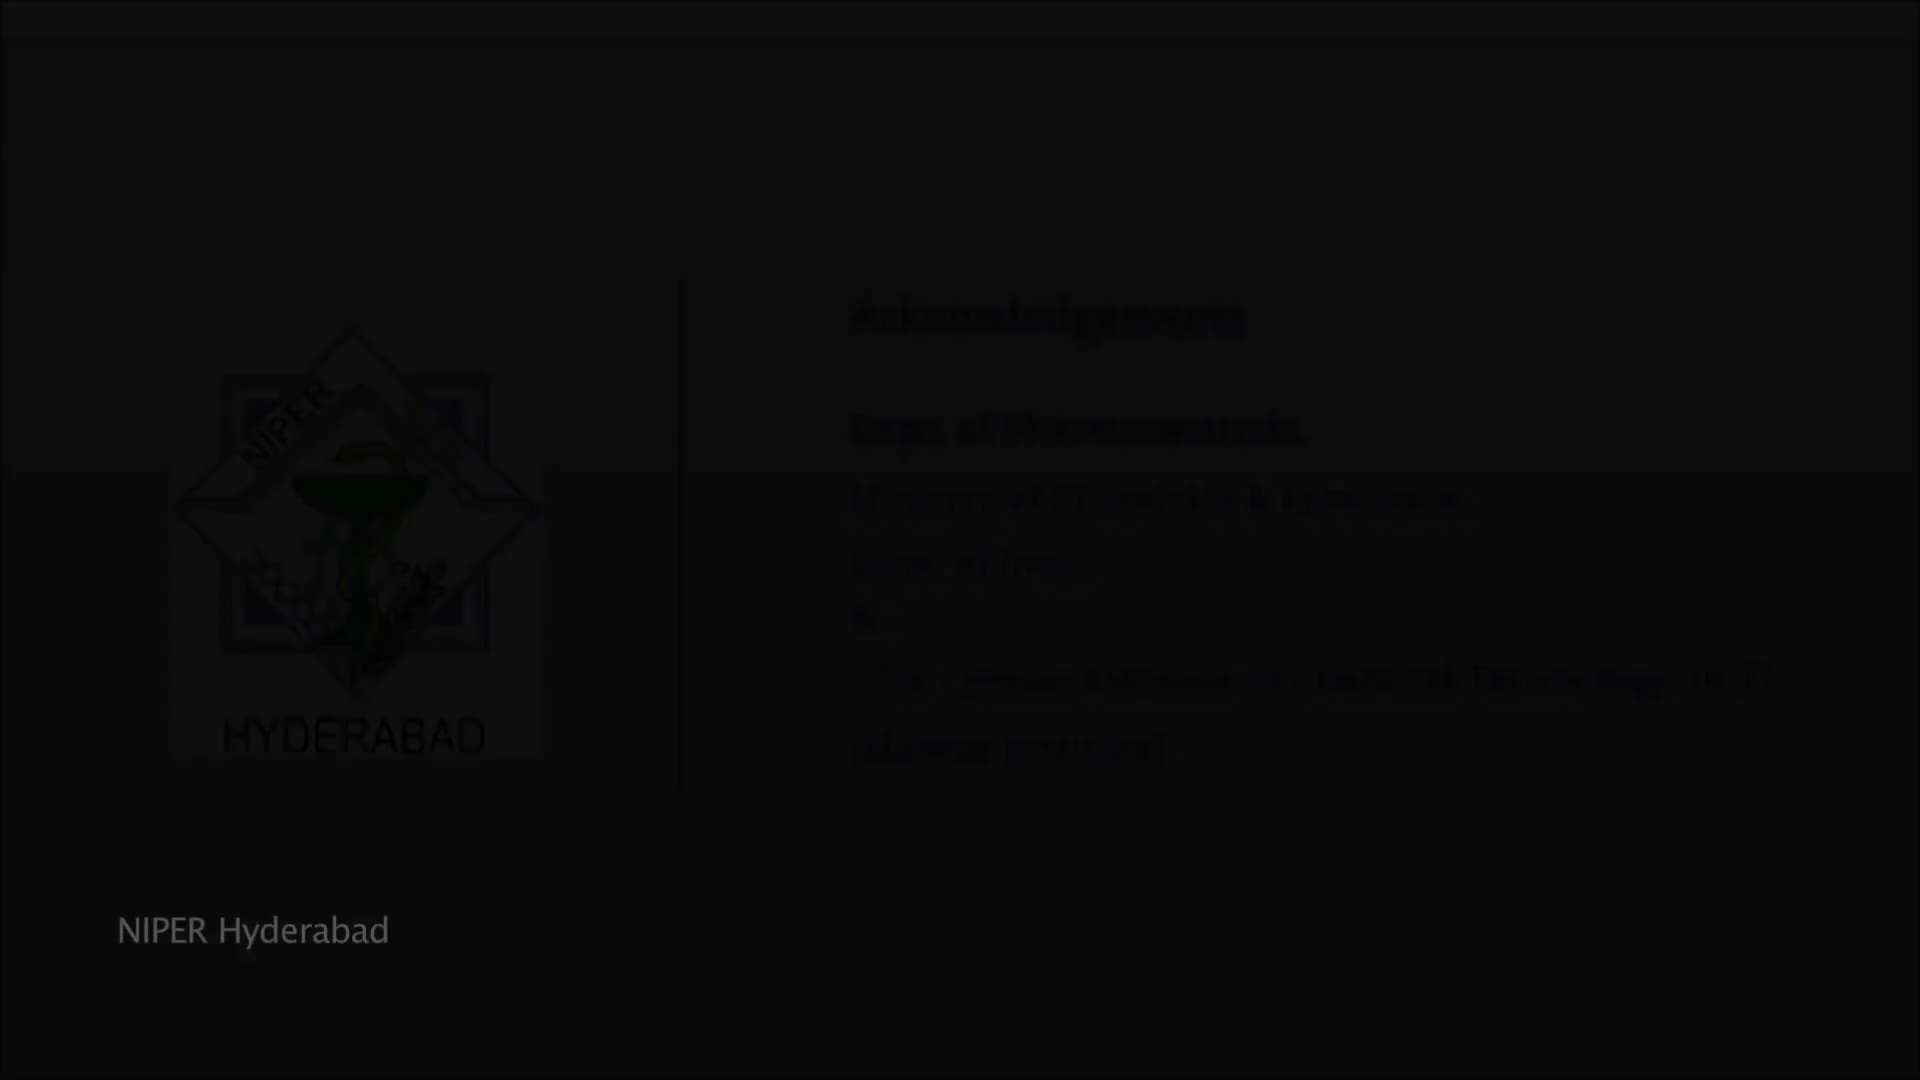 NIPER
HYDERABAD
Acknowledgements
Dept. of Pharmaceuticals,
Ministry of Chemicals & Fertilizers
Govt. of India
&
CSIR - Indian Institute of Chemical Technology (IICT)
(Mentor Institute)
NIPER Hyderabad